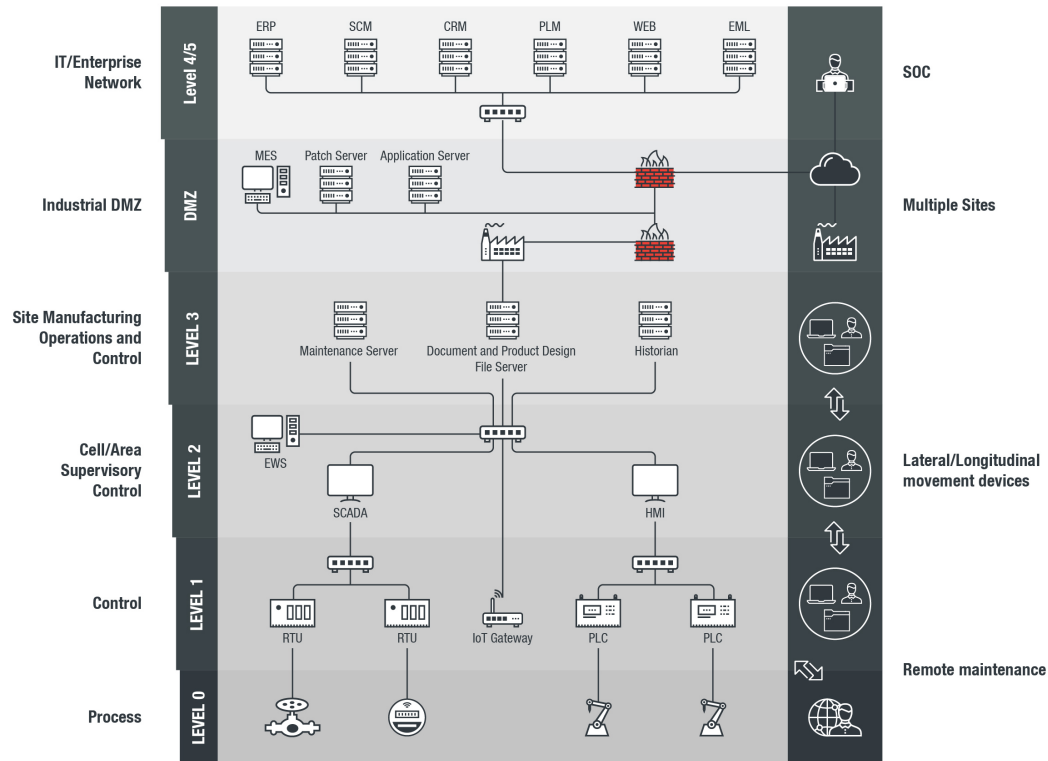 IT/Enterprise
Network
Level 4/5
ERP
SCM
CRM
PLM
WEB
EML
SOC
Industrial DMZ
DMZ
MES
Patch Server
Application Server
Multiple Sites
Site Manufacturing
Operations and
Control
LEVEL 3
Maintenance Server
Document and Product Design
File Server
Historian
Cell/Area
Supervisory
Control
LEVEL 2
EWS
SCADA
HMI
Lateral/Longitudinal
movement devices
Control
LEVEL 1
RTU
RTU
IoT Gateway
PLC
PLC
Remote maintenance
Process
LEVEL 0